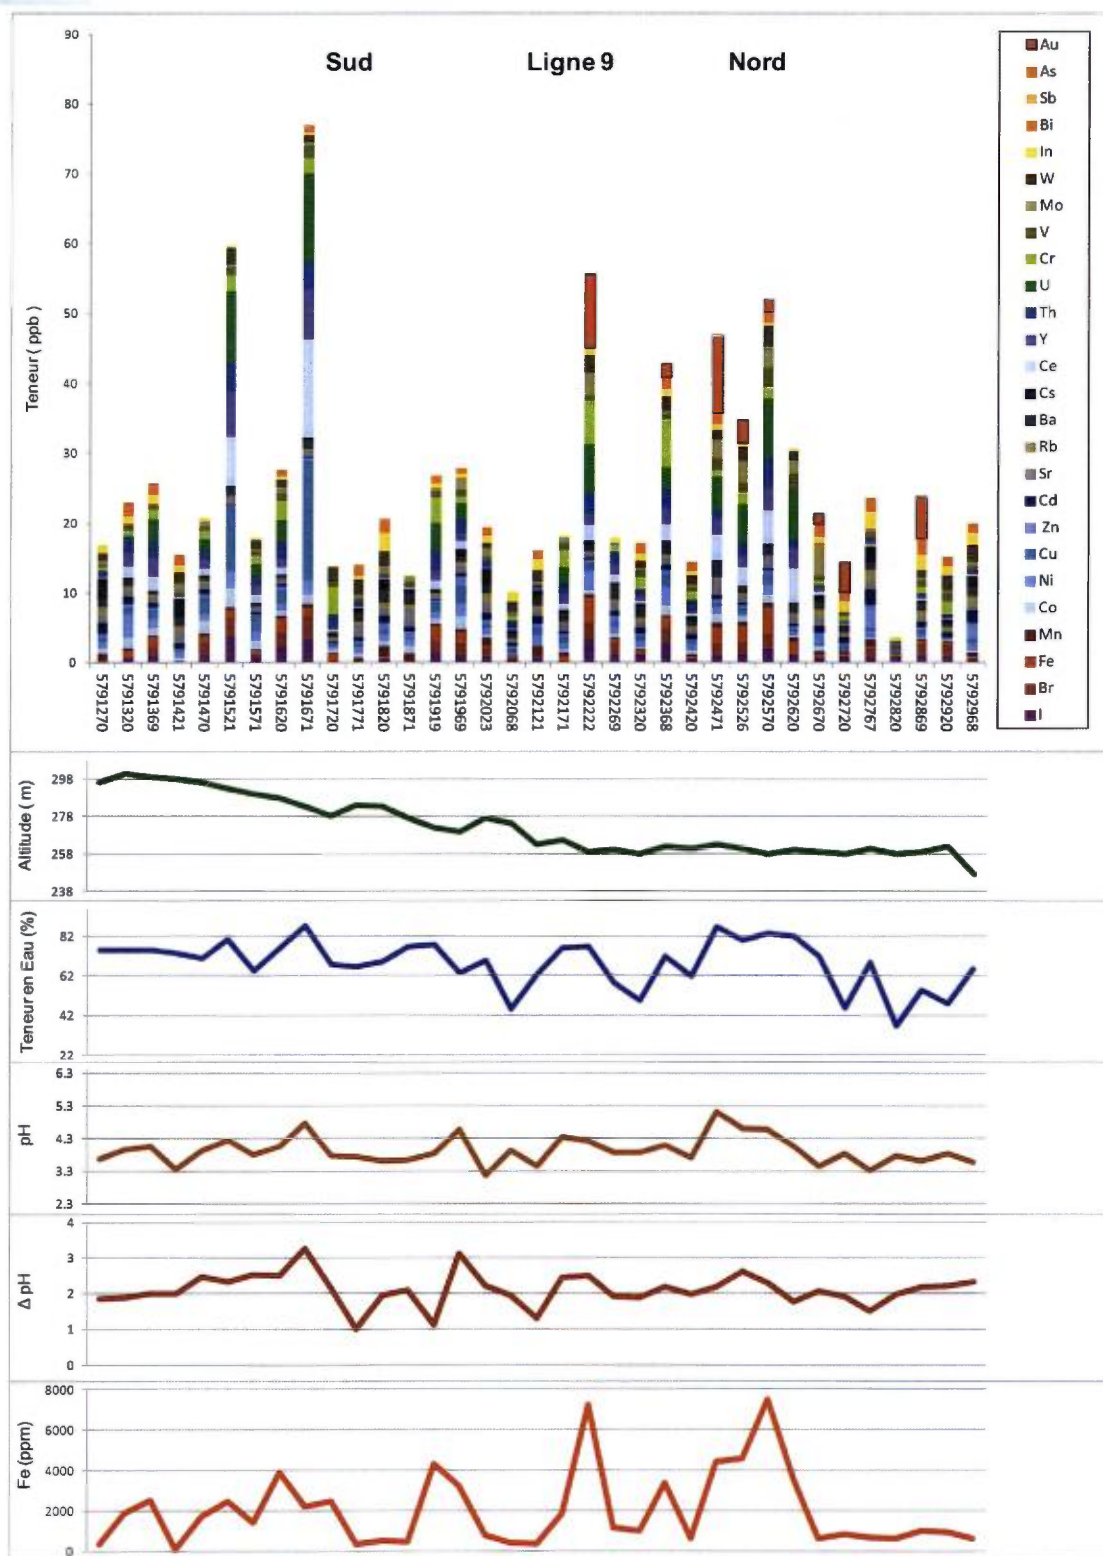 Sud Ligne 9 Nord
Teneur ( ppb )
90
80
70
60
50
40
30
20
10
0
Au
As
Sb
Bi
In
W
Mo
V
Cr
U
Th
Y
Ce
Cs
Ba
Rb
Sr
Cd
Zn
Cu
Ni
Co
Mn
Fe
Br
I
5791270
5791320
5791369
5791421
5791470
5791521
5791571
5791620
5791671
5791720
5791771
5791820
5791871
5791919
5791969
5792023
5792068
5792121
5792171
5792222
5792269
5792320
5792368
5792420
5792471
5792526
5792570
5792620
5792670
5792720
5792767
5792820
5792869
5792920
5792968
Altitude ( m)
298
278
258
238
Teneur en Eau (%)
82
62
42
22
pH
6.3
5.3
4.3
3.3
2.3
Δ pH
4
3
2
1
0
Fe (ppm)
8000
6000
4000
2000
0